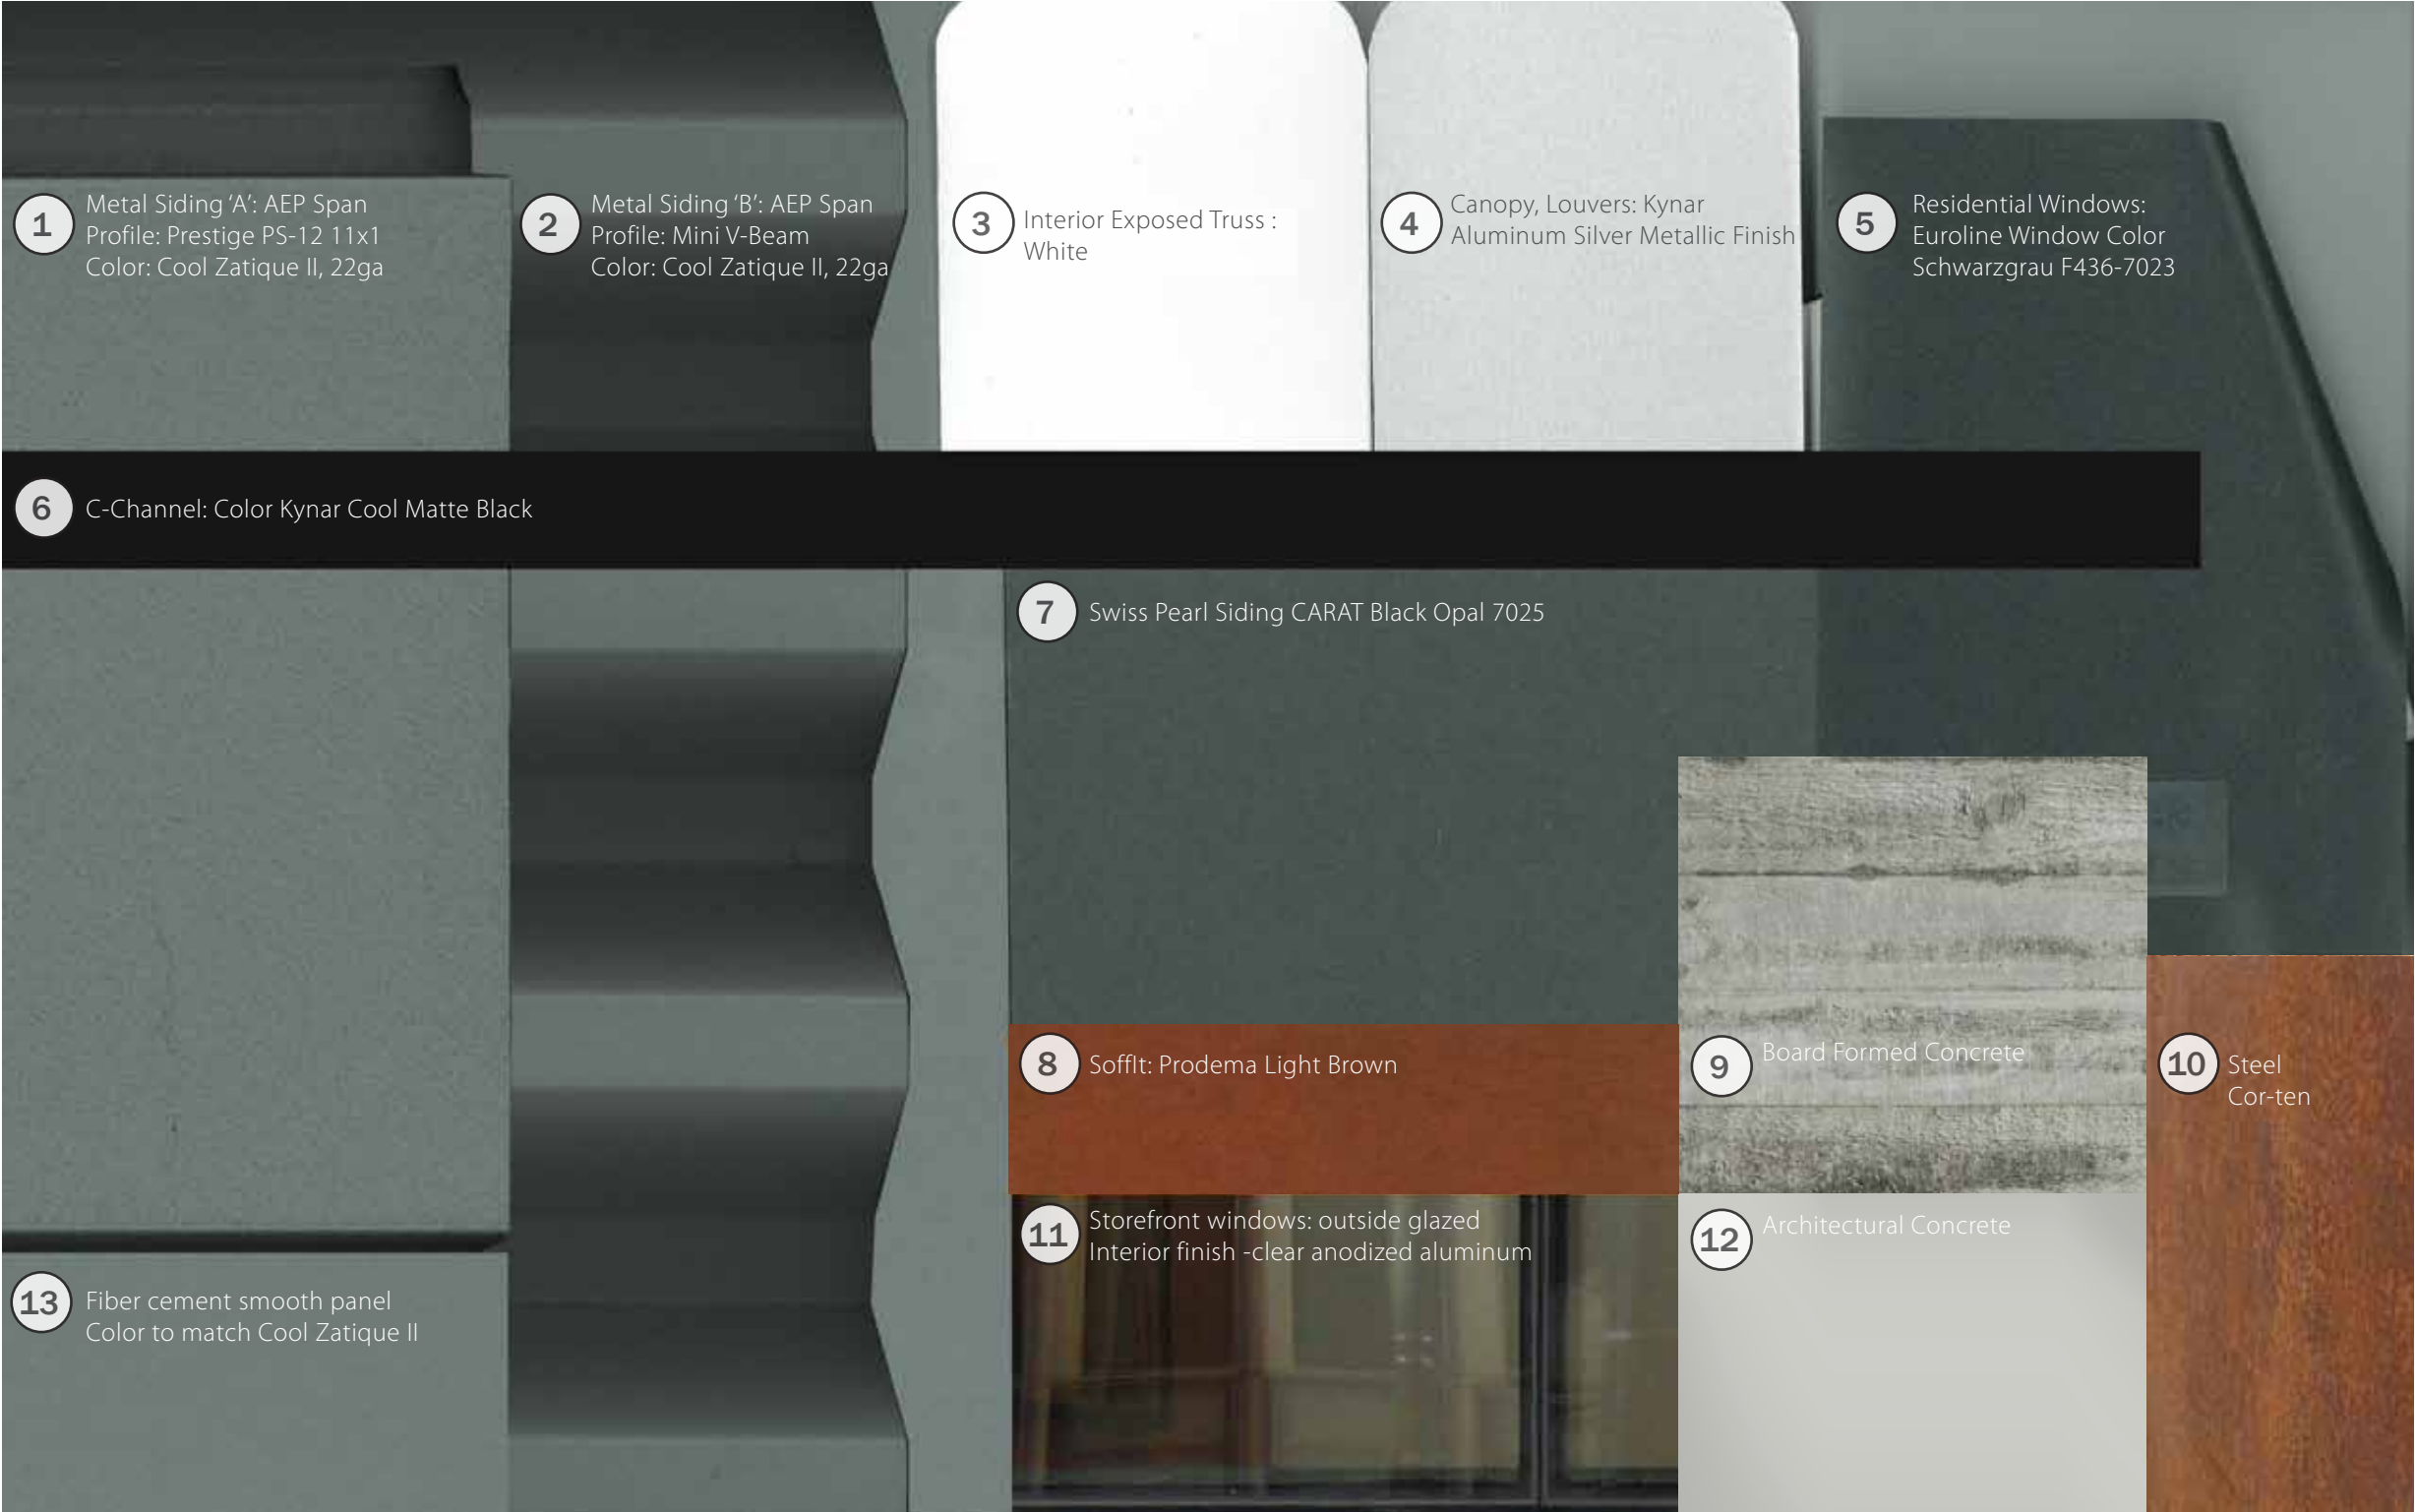 1
Metal Siding ‘A’: AEP Span
Profile: Prestige PS-12 11x1
Color: Cool Zatique II, 22ga
2
Metal Siding ‘B’: AEP Span
Profile: Mini V-Beam
Color: Cool Zatique II, 22ga
3
Interior Exposed Truss :
White
4
Canopy, Louvers: Kynar
Aluminum Silver Metallic Finish
5
Residential Windows:
Euroline Window Color
Schwarzgrau F436-7023
6
C-Channel: Color Kynar Cool Matte Black
7
Swiss Pearl Siding CARAT Black Opal 7025
8
SoffIt: Prodema Light Brown
9
Board Formed Concrete
10
Steel
Cor-ten
11
Storefront windows: outside glazed
Interior finish -clear anodized aluminum
12
Architectural Concrete
13
Fiber cement smooth panel
Color to match Cool Zatique II